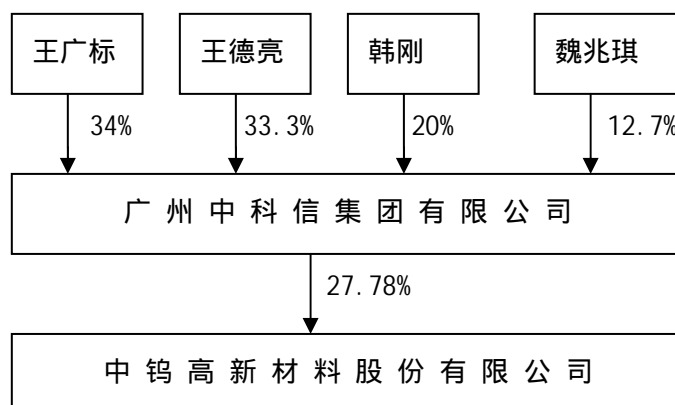 王广标 王德亮 韩刚 魏兆琪
34% 33.3% 20% 12.7%
广州中科信集团有限公司
27.78%
中钨高新材料股份有限公司